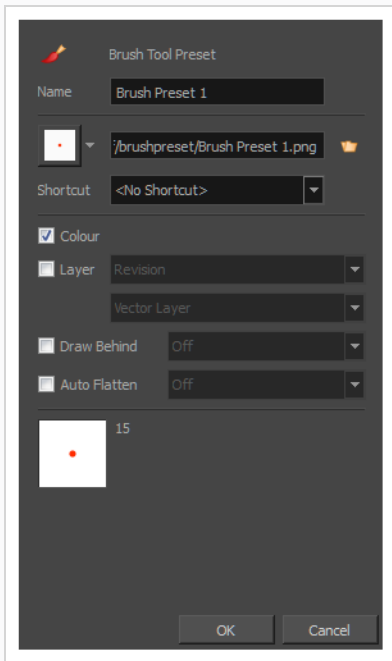 Brush Tool Preset
Name Brush Preset 1
/brushpreset/Brush Preset 1.png
Shortcut <No Shortcut>
Colour
Layer Revision
Vector Layer
Draw Behind Off
Auto Flatten Off
15
OK Cancel